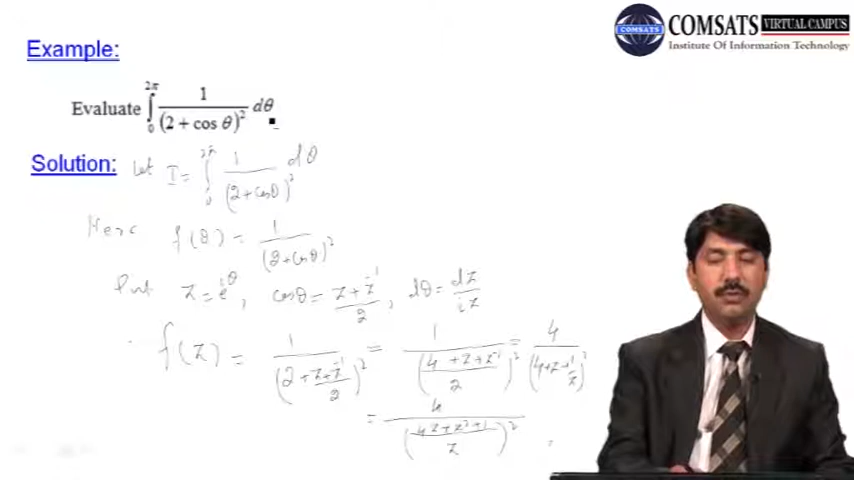 COMSATS
COMSATS VIRTUAL CAMPUS
Institute Of Information Technology
Example:
Evaluate ∫₀^{2π} 1/(2 + cos θ)² dθ
Solution: Let I = ∫₀^{2π} 1/(2+cosθ)² dθ
Here f(θ) = 1/(2+cosθ)²
Put z = e^{iθ}, cosθ = (z+z⁻¹)/2, dθ = dz/iz
f(z) = 1/(2+(z+z⁻¹)/2)² = 1/((4+z+z⁻¹)/2)² = 4/(4+z+1/z)²
= 4/((4z+z²+1)/z)²